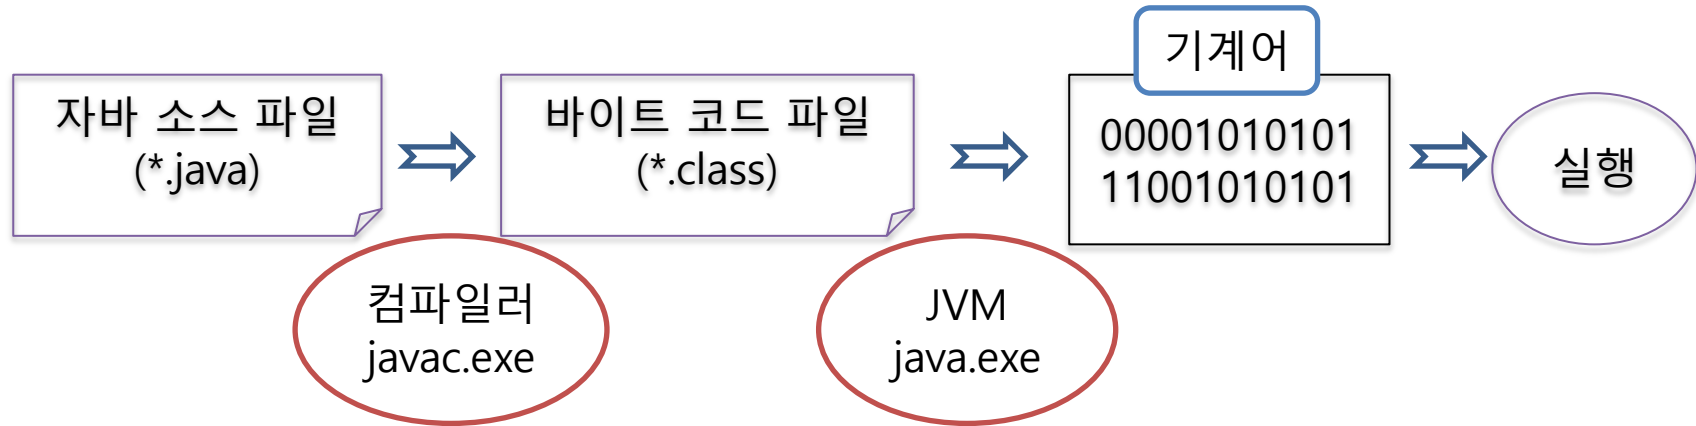 자바 소스 파일
(*.java)
바이트 코드 파일
(*.class)
기계어
00001010101
11001010101
실행
컴파일러
javac.exe
JVM
java.exe